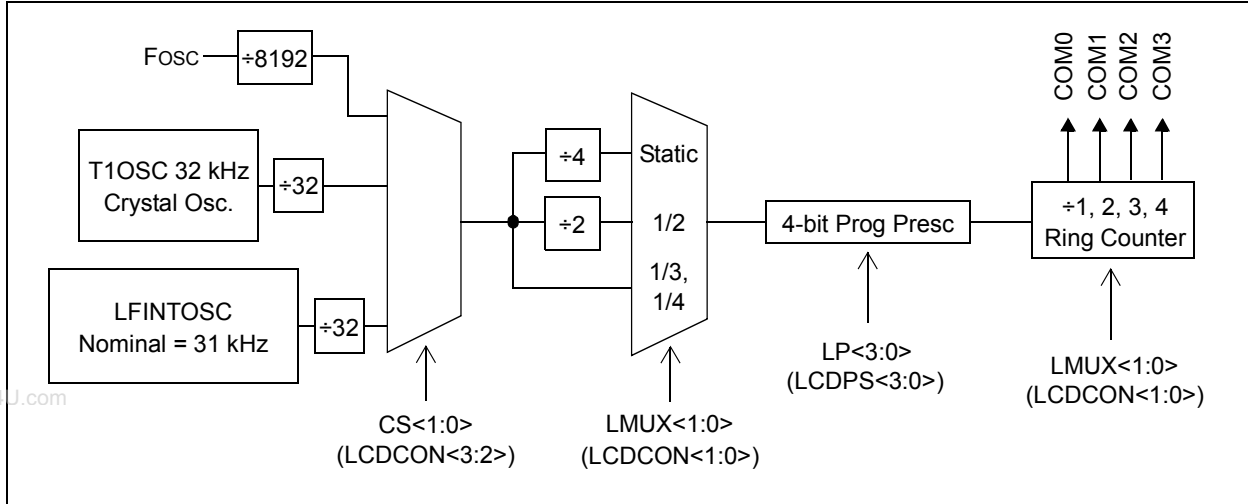 FOSC
÷8192
T1OSC 32 kHz
Crystal Osc.
÷32
LFINTOSC
Nominal = 31 kHz
÷32
CS<1:0>
(LCDCON<3:2>)
÷4
÷2
Static
1/2
1/3,
1/4
LMUX<1:0>
(LCDCON<1:0>)
4-bit Prog Presc
LP<3:0>
(LCDPS<3:0>)
COM0
COM1
COM2
COM3
÷1, 2, 3, 4
Ring Counter
LMUX<1:0>
(LCDCON<1:0>)
4U.com